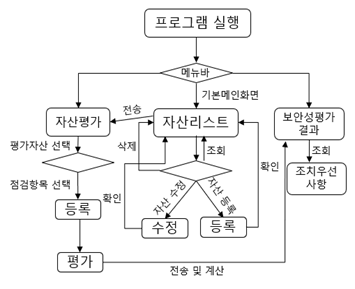 프로그램 실행
메뉴바
기본메인화면
자산평가
전송
자산리스트
보안성평가
결과
평가자산 선택
삭제
조회
확인
조회
조치우선
사항
점검항목 선택
자산 수정
자산 등록
등록
확인
수정
등록
평가
전송 및 계산